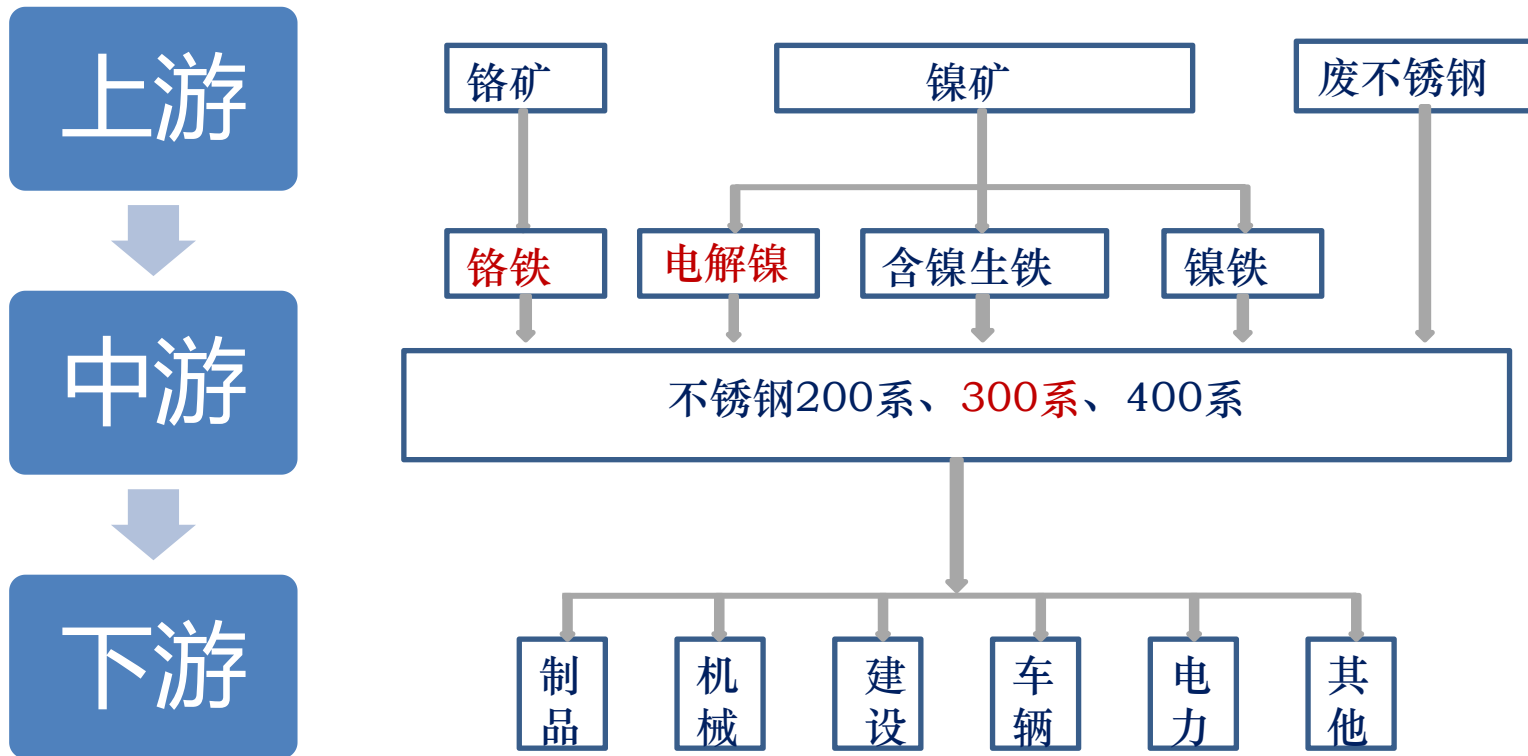 上游
铬矿
镍矿
废不锈钢
铬铁
电解镍
含镍生铁
镍铁
中游
不锈钢200系、300系、400系
下游
制品
机械
建设
车辆
电力
其他